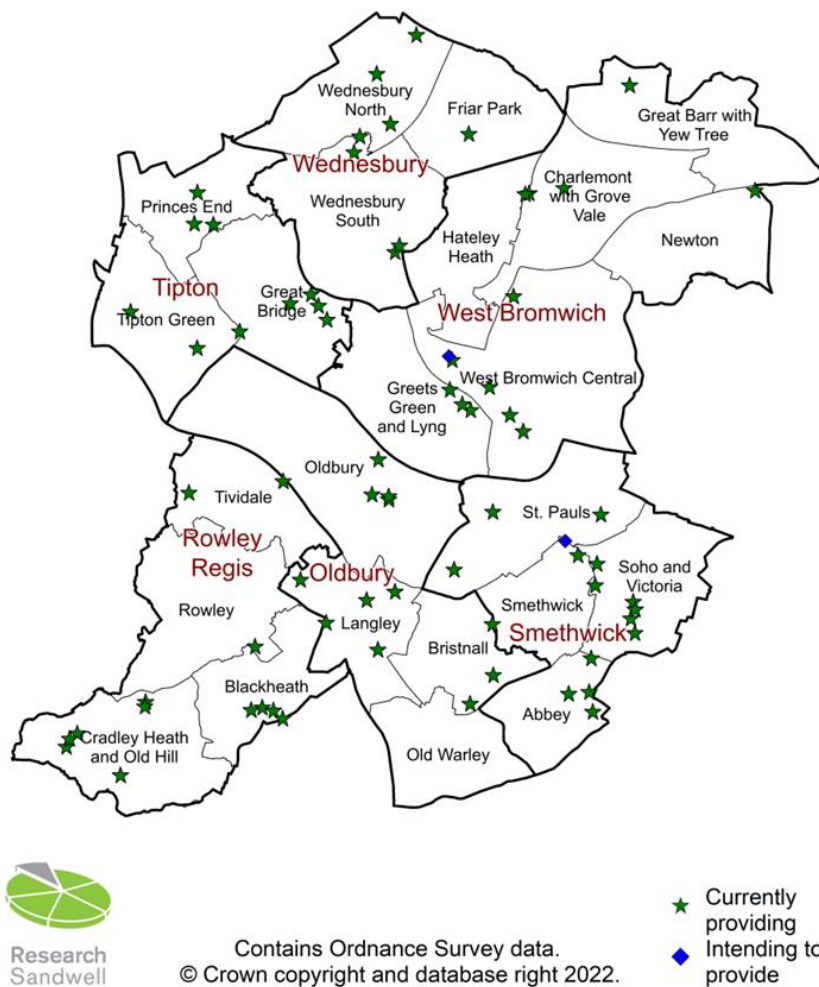 Wednesbury
North
Friar Park
Great Barr with
Yew Tree
Wednesbury
Charlemont
with Grove
Vale
Princes End
Wednesbury
South
Hateley
Heath
Newton
Tipton
Great
Bridge
West Bromwich
Tipton Green
West Bromwich Central
Greets
Green
and Lyng
Oldbury
Tividale
St. Pauls
Rowley
Regis
Oldbury
Soho and
Victoria
Rowley
Smethwick
Langley
Smethwick
Bristnall
Blackheath
Abbey
Cradley Heath
and Old Hill
Old Warley
Currently
providing
Intending to
provide
Research
Sandwell
Contains Ordnance Survey data.
© Crown copyright and database right 2022.